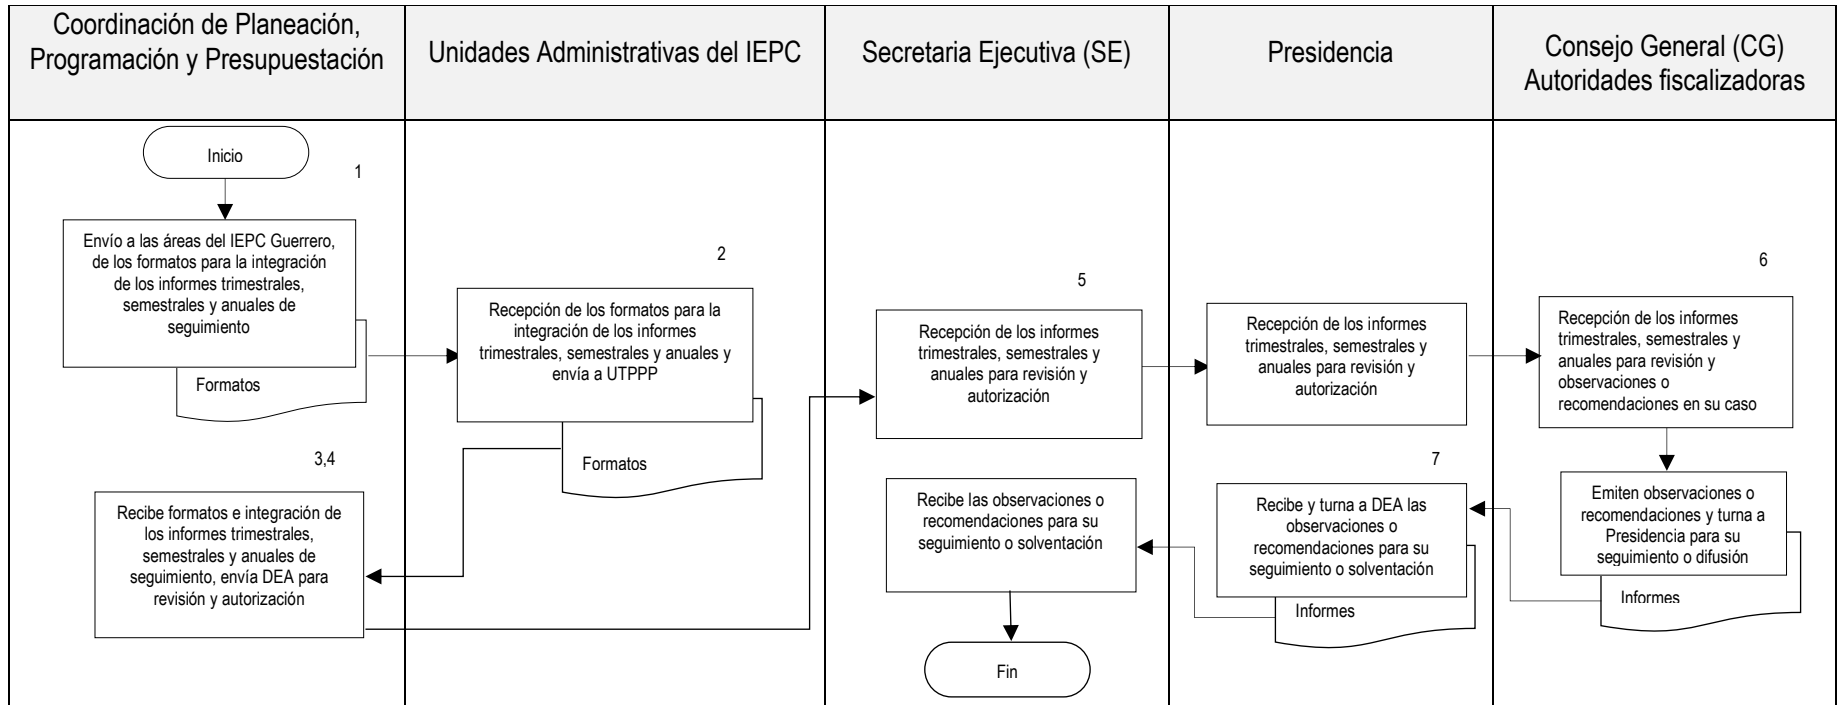 Coordinación de Planeación,
Programación y Presupuestación
Unidades Administrativas del IEPC
Secretaria Ejecutiva (SE)
Presidencia
Consejo General (CG)
Autoridades fiscalizadoras
Inicio
1
Envío a las áreas del IEPC Guerrero,
de los formatos para la integración
de los informes trimestrales,
semestrales y anuales de
seguimiento
Formatos
2
Recepción de los formatos para la
integración de los informes
trimestrales, semestrales y anuales y
envía a UTPPP
Formatos
3,4
Recibe formatos e integración de
los informes trimestrales,
semestrales y anuales de
seguimiento, envía DEA para
revisión y autorización
5
Recepción de los informes
trimestrales, semestrales y
anuales para revisión y
autorización
Recepción de los informes
trimestrales, semestrales y
anuales para revisión y
autorización
6
Recepción de los informes
trimestrales, semestrales y
anuales para revisión y
observaciones o
recomendaciones en su caso
Emiten observaciones o
recomendaciones y turna a
Presidencia para su
seguimiento o difusión
Informes
7
Recibe y turna a DEA las
observaciones o
recomendaciones para su
seguimiento o solventación
Informes
Recibe las observaciones o
recomendaciones para su
seguimiento o solventación
Fin